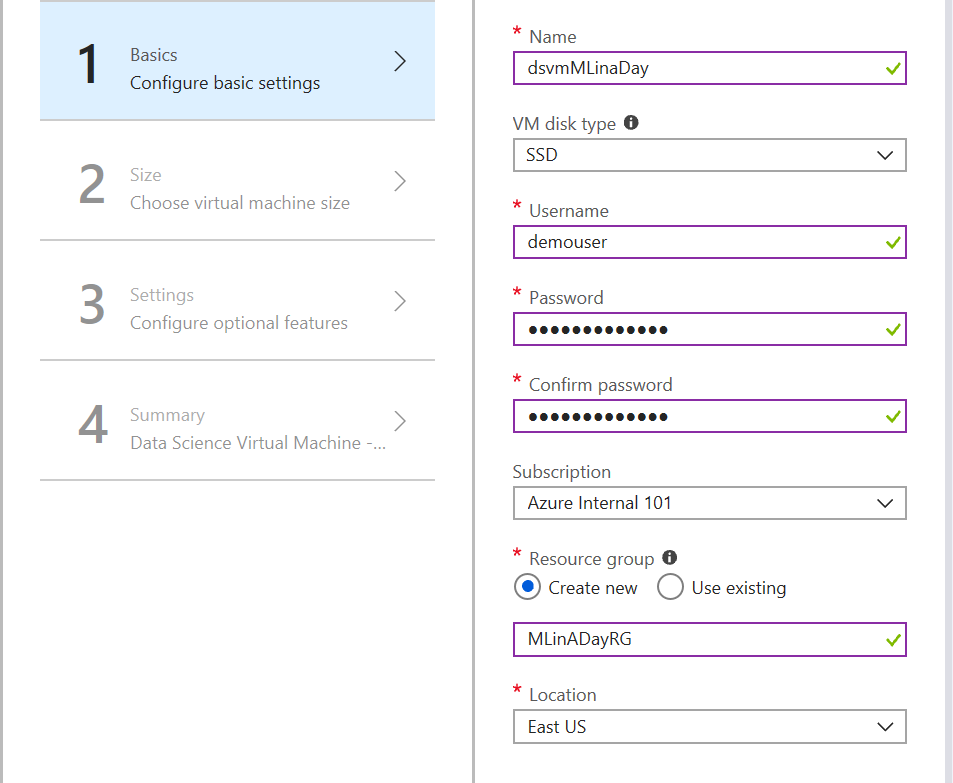 1
Basics
Configure basic settings
2
Size
Choose virtual machine size
3
Settings
Configure optional features
4
Summary
Data Science Virtual Machine -...
* Name
dsvmMLinaDay
VM disk type
SSD
* Username
demouser
* Password
•••••••••••••
* Confirm password
•••••••••••••
Subscription
Azure Internal 101
* Resource group
Create new Use existing
MLinADayRG
* Location
East US